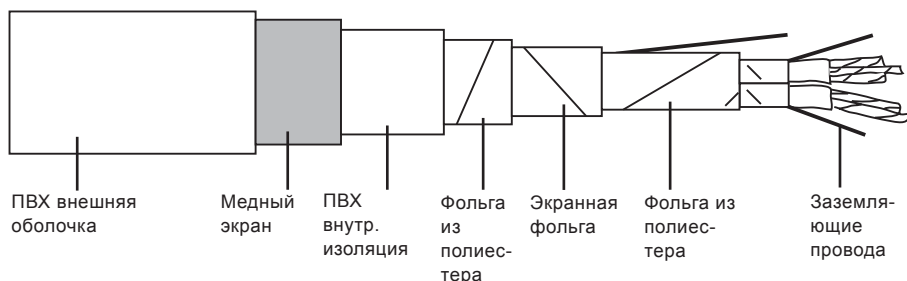 ПВХ внешняя
оболочка
Медный
экран
ПВХ
внутр.
изоляция
Фольга
из
полиес-
тера
Экранная
фольга
Фольга из
полиес-
тера
Заземля-
ющие
провода